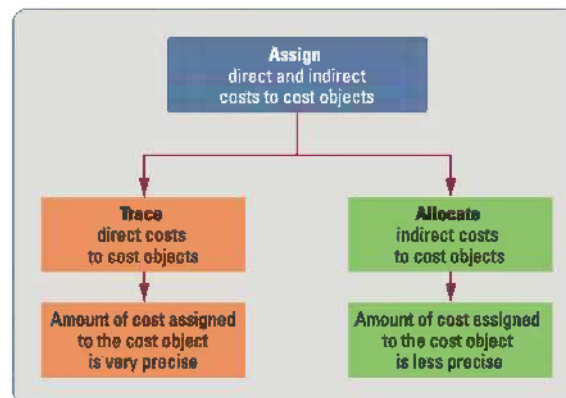 Assign
direct and indirect
costs to cost objects
Trace
direct costs
to cost objects
Allocate
indirect costs
to cost objects
Amount of cost assigned
to the cost object
is very precise
Amount of cost assigned
to the cost object
is less precise